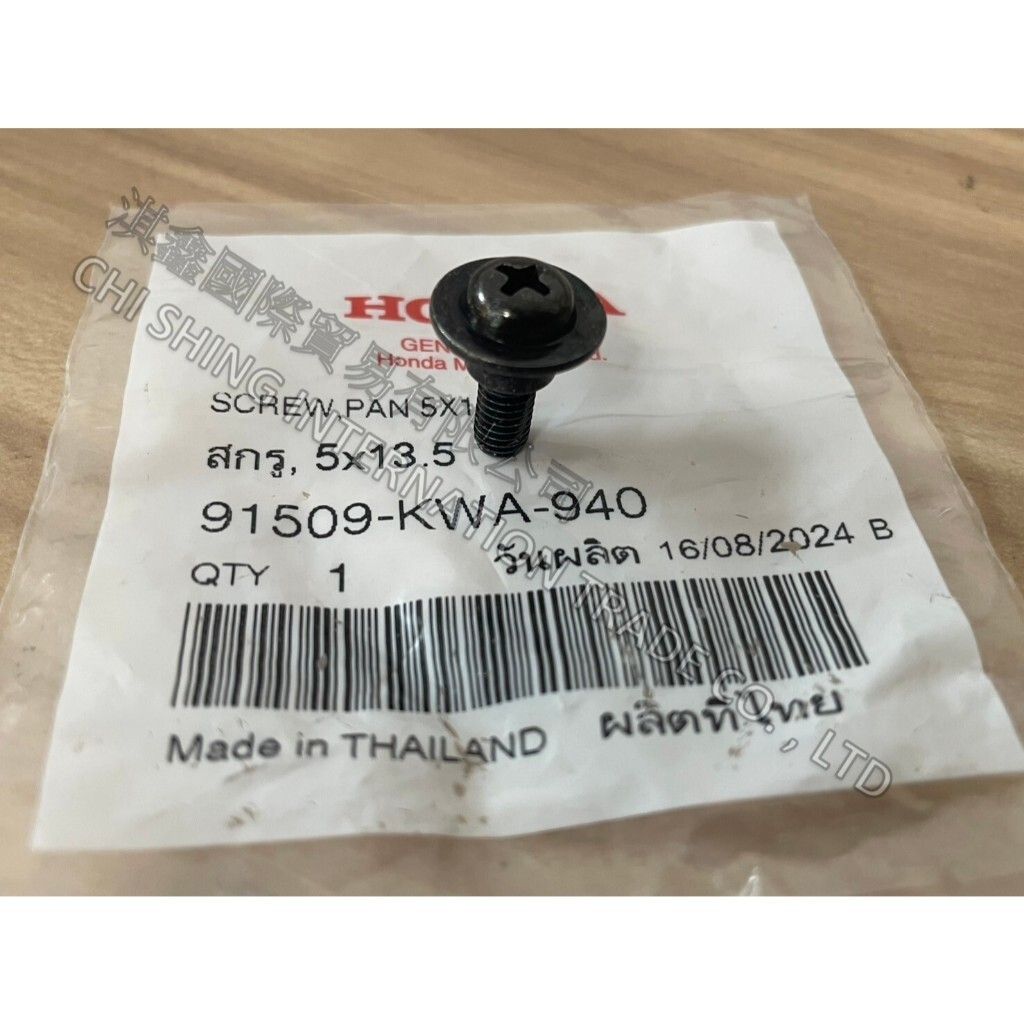 GEN
Honda M
SCREW,PAN 5X1
สกรู, 5x13.5
91509-KWA-940
วันผลิต 16/08/2024 B
QTY 1
Made in THAILAND ผลิตที่ไทย
淇鑫國際貿易有限公司
CHI SHING INTERNATION TRADE CO., LTD